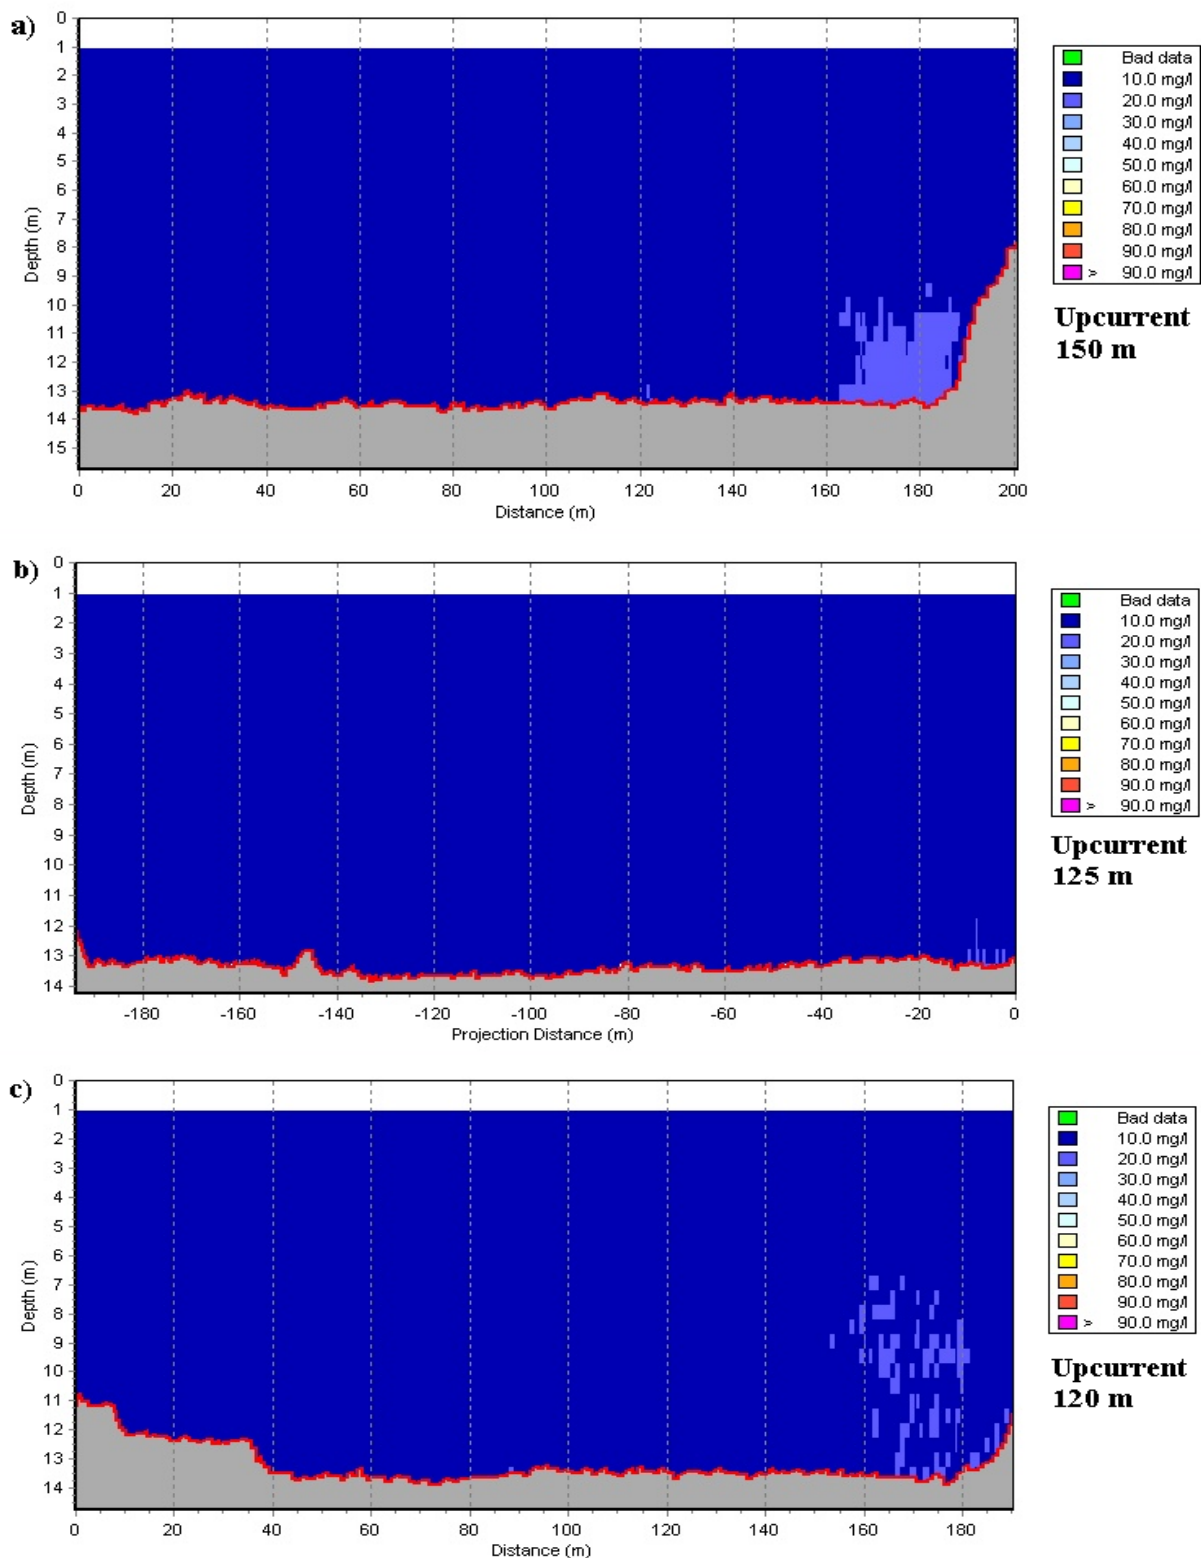 a)
0
1
2
3
4
5
6
7
8
9
10
11
12
13
14
15
Depth (m)
0 20 40 60 80 100 120 140 160 180 200
Distance (m)
Bad data
10.0 mg/l
20.0 mg/l
30.0 mg/l
40.0 mg/l
50.0 mg/l
60.0 mg/l
70.0 mg/l
80.0 mg/l
90.0 mg/l
> 90.0 mg/l
Upcurrent
150 m
b)
0
1
2
3
4
5
6
7
8
9
10
11
12
13
14
Depth (m)
-180 -160 -140 -120 -100 -80 -60 -40 -20 0
Projection Distance (m)
Bad data
10.0 mg/l
20.0 mg/l
30.0 mg/l
40.0 mg/l
50.0 mg/l
60.0 mg/l
70.0 mg/l
80.0 mg/l
90.0 mg/l
> 90.0 mg/l
Upcurrent
125 m
c)
0
1
2
3
4
5
6
7
8
9
10
11
12
13
14
Depth (m)
0 20 40 60 80 100 120 140 160 180
Distance (m)
Bad data
10.0 mg/l
20.0 mg/l
30.0 mg/l
40.0 mg/l
50.0 mg/l
60.0 mg/l
70.0 mg/l
80.0 mg/l
90.0 mg/l
> 90.0 mg/l
Upcurrent
120 m